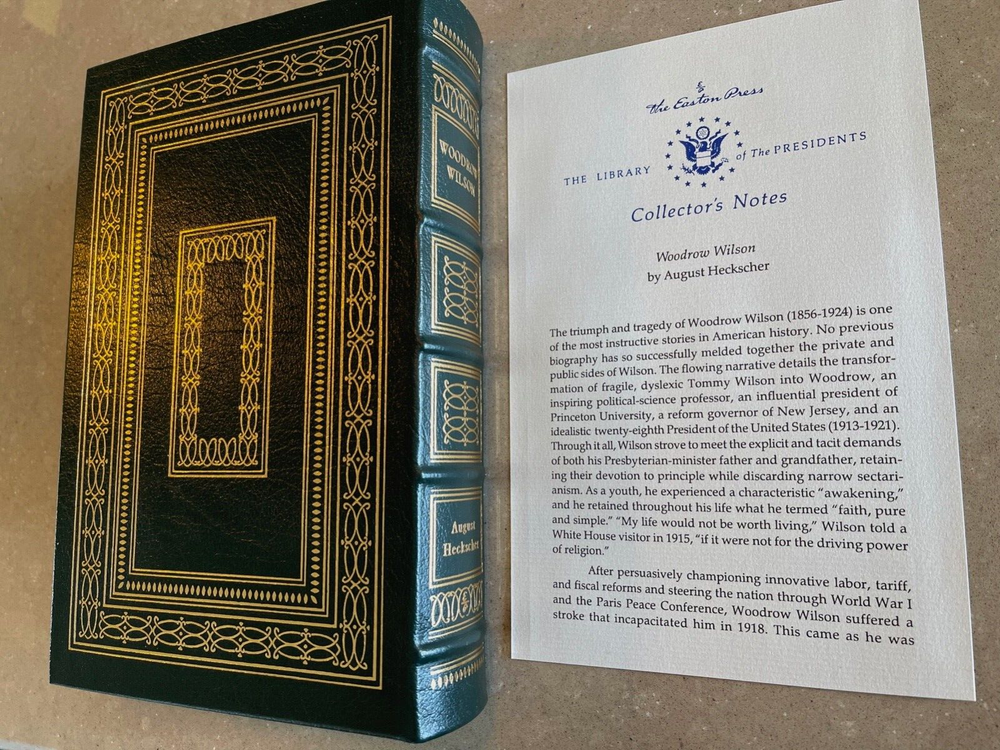 WOODROW
WILSON
August
Heckscher
The Easton Press
THE LIBRARY of The PRESIDENTS
Collector's Notes
Woodrow Wilson
by August Heckscher
The triumph and tragedy of Woodrow Wilson (1856-1924) is one
of the most instructive stories in American history. No previous
biography has so successfully melded together the private and
public sides of Wilson. The flowing narrative details the transfor-
mation of fragile, dyslexic Tommy Wilson into Woodrow, an
inspiring political-science professor, an influential president of
Princeton University, a reform governor of New Jersey, and an
idealistic twenty-eighth President of the United States (1913-1921).
Through it all, Wilson strove to meet the explicit and tacit demands
of both his Presbyterian-minister father and grandfather, retain-
ing their devotion to principle while discarding narrow sectari-
anism. As a youth, he experienced a characteristic "awakening,"
and he retained throughout his life what he termed "faith, pure
and simple." "My life would not be worth living," Wilson told a
White House visitor in 1915, "if it were not for the driving power
of religion."
After persuasively championing innovative labor, tariff,
and fiscal reforms and steering the nation through World War I
and the Paris Peace Conference, Woodrow Wilson suffered a
stroke that incapacitated him in 1918. This came as he was